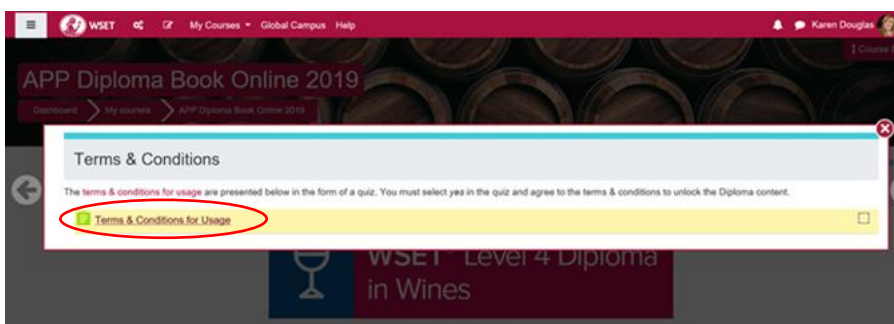 WSET My Courses Global Campus Help Karen Douglas
APP Diploma Book Online 2019
Dashboard My courses APP Diploma Book Online 2019
Terms & Conditions
The terms & conditions for usage are presented below in the form of a quiz. You must select yes in the quiz and agree to the terms & conditions to unlock the Diploma content.
Terms & Conditions for Usage
WSET Level 4 Diploma
in Wines